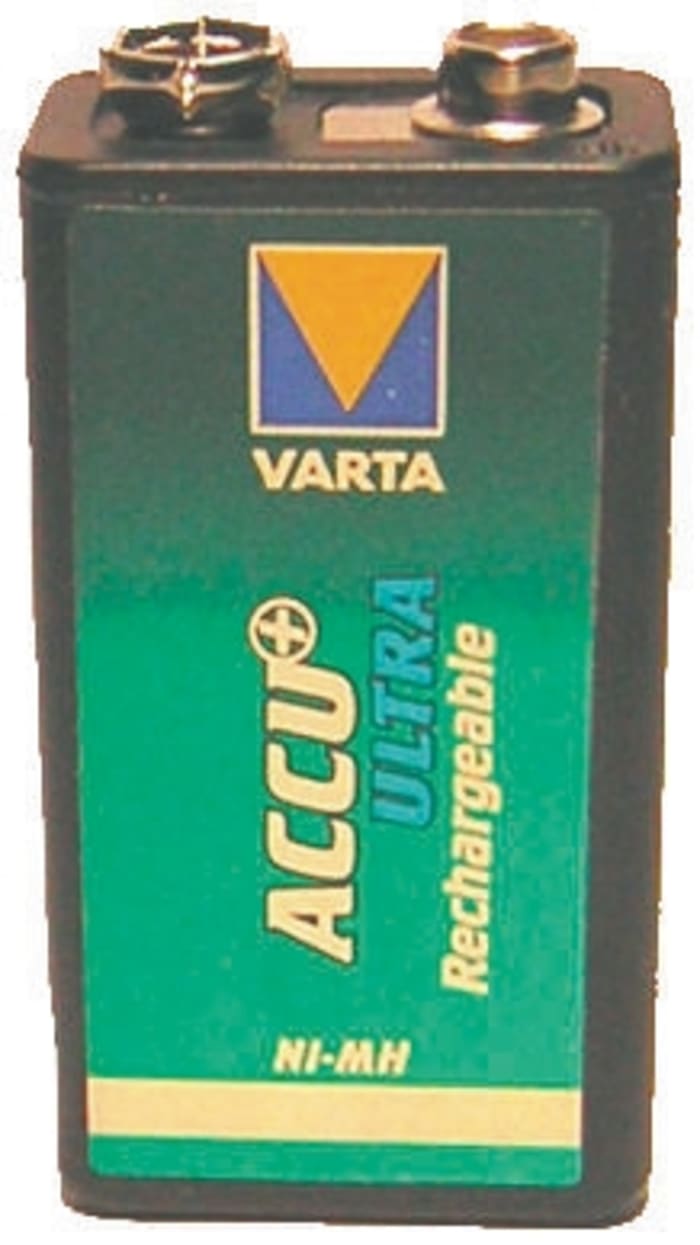 VARTA
ACCU+
ULTRA
Rechargeable
NI-MH